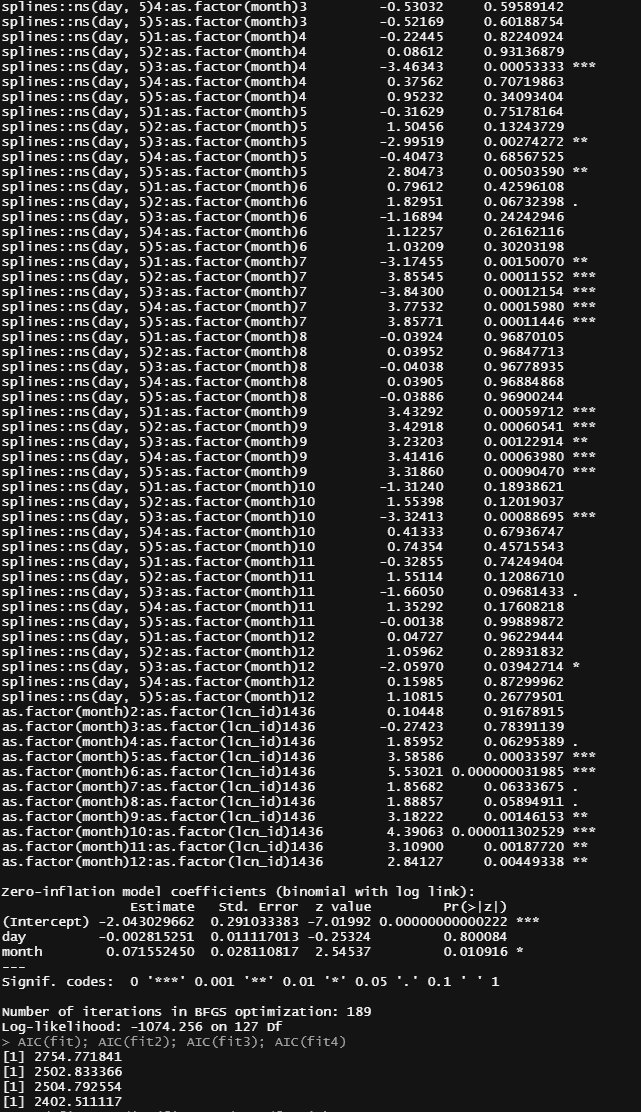 splines::ns(day, 5)4:as.factor(month)3 -0.53032 0.59589142
splines::ns(day, 5)5:as.factor(month)3 -0.52169 0.60188754
splines::ns(day, 5)1:as.factor(month)4 -0.22445 0.82240924
splines::ns(day, 5)2:as.factor(month)4 0.08612 0.93136879
splines::ns(day, 5)3:as.factor(month)4 -3.46343 0.00053333 ***
splines::ns(day, 5)4:as.factor(month)4 0.37562 0.70719863
splines::ns(day, 5)5:as.factor(month)4 0.95232 0.34093404
splines::ns(day, 5)1:as.factor(month)5 -0.31629 0.75178164
splines::ns(day, 5)2:as.factor(month)5 1.50456 0.13243729
splines::ns(day, 5)3:as.factor(month)5 -2.99519 0.00274272 **
splines::ns(day, 5)4:as.factor(month)5 -0.40473 0.68567525
splines::ns(day, 5)5:as.factor(month)5 2.80473 0.00503590 **
splines::ns(day, 5)1:as.factor(month)6 0.79612 0.42596108
splines::ns(day, 5)2:as.factor(month)6 1.82951 0.06732398 .
splines::ns(day, 5)3:as.factor(month)6 -1.16894 0.24242946
splines::ns(day, 5)4:as.factor(month)6 1.12257 0.26162116
splines::ns(day, 5)5:as.factor(month)6 1.03209 0.30203198
splines::ns(day, 5)1:as.factor(month)7 -3.17455 0.00150070 **
splines::ns(day, 5)2:as.factor(month)7 3.85545 0.00011552 ***
splines::ns(day, 5)3:as.factor(month)7 -3.84300 0.00012154 ***
splines::ns(day, 5)4:as.factor(month)7 3.77532 0.00015980 ***
splines::ns(day, 5)5:as.factor(month)7 3.85771 0.00011446 ***
splines::ns(day, 5)1:as.factor(month)8 -0.03924 0.96870105
splines::ns(day, 5)2:as.factor(month)8 0.03952 0.96847713
splines::ns(day, 5)3:as.factor(month)8 -0.04038 0.96778935
splines::ns(day, 5)4:as.factor(month)8 0.03905 0.96884868
splines::ns(day, 5)5:as.factor(month)8 -0.03886 0.96900244
splines::ns(day, 5)1:as.factor(month)9 3.43292 0.00059712 ***
splines::ns(day, 5)2:as.factor(month)9 3.42918 0.00060541 ***
splines::ns(day, 5)3:as.factor(month)9 3.23203 0.00122914 **
splines::ns(day, 5)4:as.factor(month)9 3.41416 0.00063980 ***
splines::ns(day, 5)5:as.factor(month)9 3.31860 0.00090470 ***
splines::ns(day, 5)1:as.factor(month)10 -1.31240 0.18938621
splines::ns(day, 5)2:as.factor(month)10 1.55398 0.12019037
splines::ns(day, 5)3:as.factor(month)10 -3.32413 0.00088695 ***
splines::ns(day, 5)4:as.factor(month)10 0.41333 0.67936747
splines::ns(day, 5)5:as.factor(month)10 0.74354 0.45715543
splines::ns(day, 5)1:as.factor(month)11 -0.32855 0.74249404
splines::ns(day, 5)2:as.factor(month)11 1.55114 0.12086710
splines::ns(day, 5)3:as.factor(month)11 -1.66050 0.09681433 .
splines::ns(day, 5)4:as.factor(month)11 1.35292 0.17608218
splines::ns(day, 5)5:as.factor(month)11 -0.00138 0.99889872
splines::ns(day, 5)1:as.factor(month)12 0.04727 0.96229444
splines::ns(day, 5)2:as.factor(month)12 1.05962 0.28931832
splines::ns(day, 5)3:as.factor(month)12 -2.05970 0.03942714 *
splines::ns(day, 5)4:as.factor(month)12 0.15985 0.87299962
splines::ns(day, 5)5:as.factor(month)12 1.10815 0.26779501
as.factor(month)2:as.factor(lcn_id)1436 0.10448 0.91678915
as.factor(month)3:as.factor(lcn_id)1436 -0.27423 0.78391139
as.factor(month)4:as.factor(lcn_id)1436 1.85952 0.06295389 .
as.factor(month)5:as.factor(lcn_id)1436 3.58586 0.00033597 ***
as.factor(month)6:as.factor(lcn_id)1436 5.53021 0.000000031985 ***
as.factor(month)7:as.factor(lcn_id)1436 1.85682 0.06333675 .
as.factor(month)8:as.factor(lcn_id)1436 1.88857 0.05894911 .
as.factor(month)9:as.factor(lcn_id)1436 3.18222 0.00146153 **
as.factor(month)10:as.factor(lcn_id)1436 4.39063 0.000011302529 ***
as.factor(month)11:as.factor(lcn_id)1436 3.10900 0.00187720 **
as.factor(month)12:as.factor(lcn_id)1436 2.84127 0.00449338 **
Zero-inflation model coefficients (binomial with log link):
Estimate Std. Error z value Pr(>|z|)
(Intercept) -2.043029662 0.291033383 -7.01992 0.00000000000222 ***
day -0.002815251 0.011117013 -0.25324 0.800084
month 0.071552450 0.028110817 2.54537 0.010916 *
---
Signif. codes: 0 '***' 0.001 '**' 0.01 '*' 0.05 '.' 0.1 ' ' 1
Number of iterations in BFGS optimization: 189
Log-likelihood: -1074.256 on 127 Df
> AIC(fit); AIC(fit2); AIC(fit3); AIC(fit4)
[1] 2754.771841
[1] 2502.833366
[1] 2504.792554
[1] 2402.511117